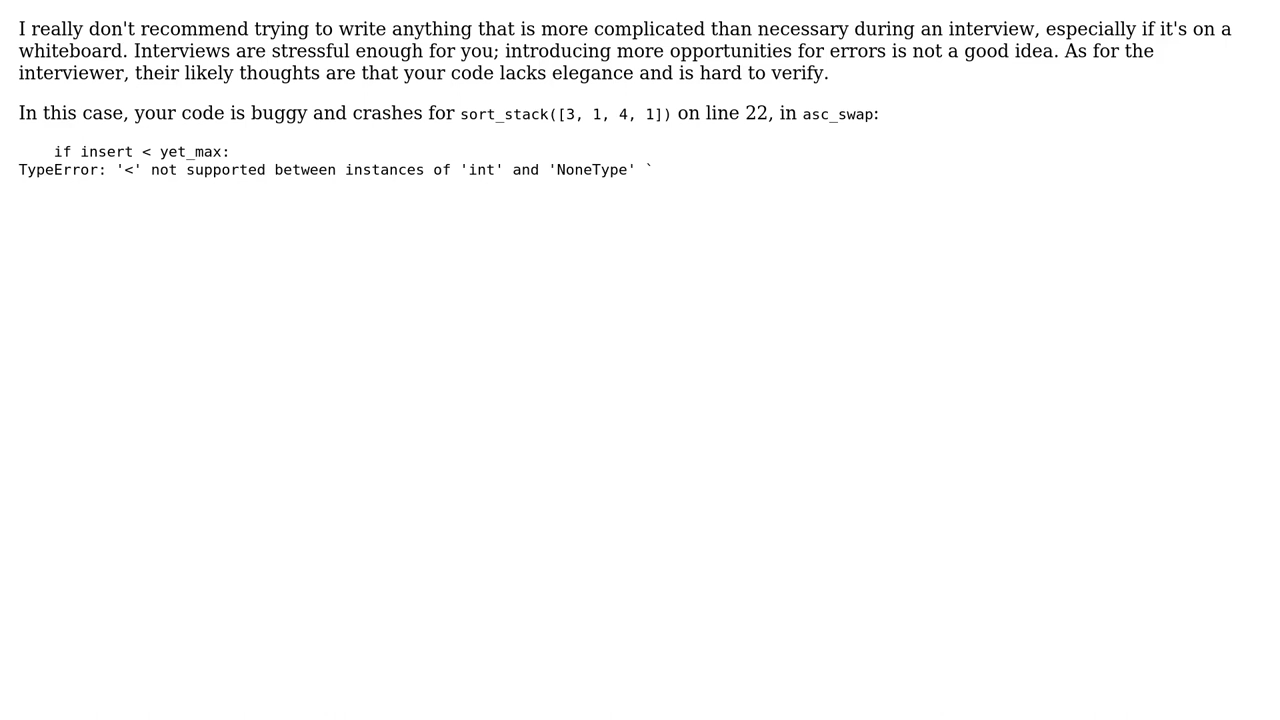 I really don't recommend trying to write anything that is more complicated than necessary during an interview, especially if it's on a
whiteboard. Interviews are stressful enough for you; introducing more opportunities for errors is not a good idea. As for the
interviewer, their likely thoughts are that your code lacks elegance and is hard to verify.
In this case, your code is buggy and crashes for sort_stack([3, 1, 4, 1]) on line 22, in asc_swap:
    if insert < yet_max:
TypeError: '<' not supported between instances of 'int' and 'NoneType' `